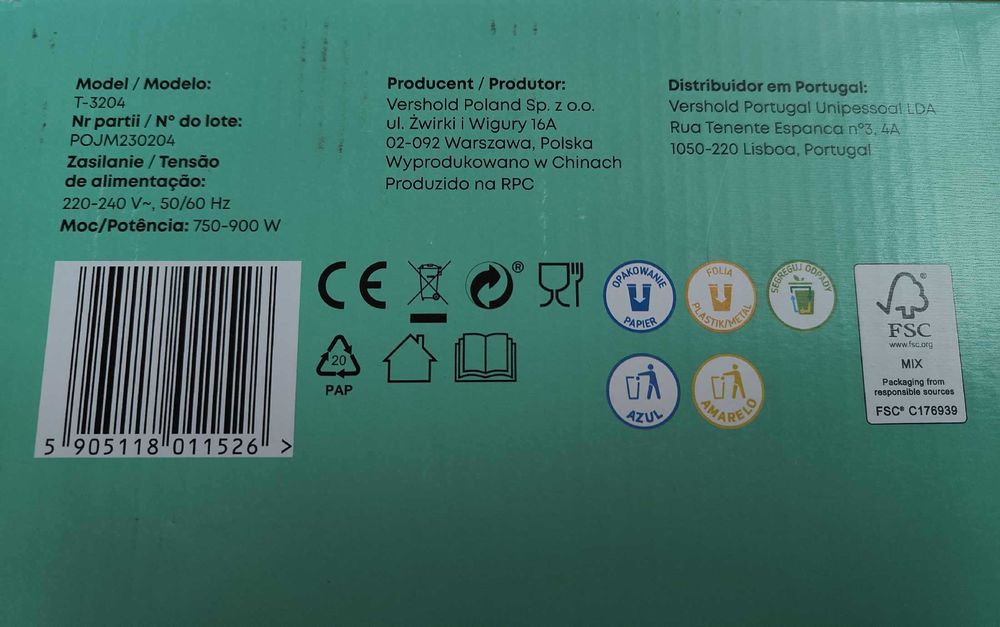 Model / Modelo:
T-3204
Nr partii / Nº do lote:
POJM230204
Zasilanie / Tensão
de alimentação:
220-240 V~, 50/60 Hz
Moc/Potência: 750-900 W
Producent / Produtor:
Vershold Poland Sp. z o.o.
ul. Żwirki i Wigury 16A
02-092 Warszawa, Polska
Wyprodukowano w Chinach
Produzido na RPC
Distribuidor em Portugal:
Vershold Portugal Unipessoal LDA
Rua Tenente Espanca nº3, 4A
1050-220 Lisboa, Portugal
5 905118 011526 >
CE
®
20
PAP
OPAKOWANIE
PAPIER
FOLIA
PLASTIK/METAL
SEGREGUJ ODPADY
AZUL
AMARELO
®
FSC
www.fsc.org
MIX
Packaging from
responsible sources
FSC® C176939